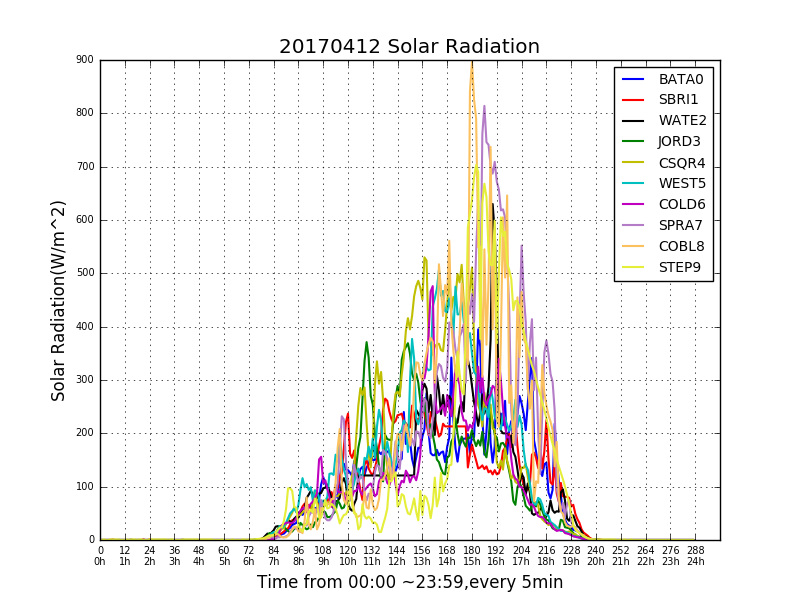 20170412 Solar Radiation
900
800
700
600
500
400
300
200
100
0
Solar Radiation(W/m^2)
BATA0
SBRI1
WATE2
JORD3
CSQR4
WEST5
COLD6
SPRA7
COBL8
STEP9
0 12 24 36 48 60 72 84 96 108 120 132 144 156 168 180 192 204 216 228 240 252 264 276 288
0h 1h 2h 3h 4h 5h 6h 7h 8h 9h 10h 11h 12h 13h 14h 15h 16h 17h 18h 19h 20h 21h 22h 23h 24h
Time from 00:00 ~23:59,every 5min